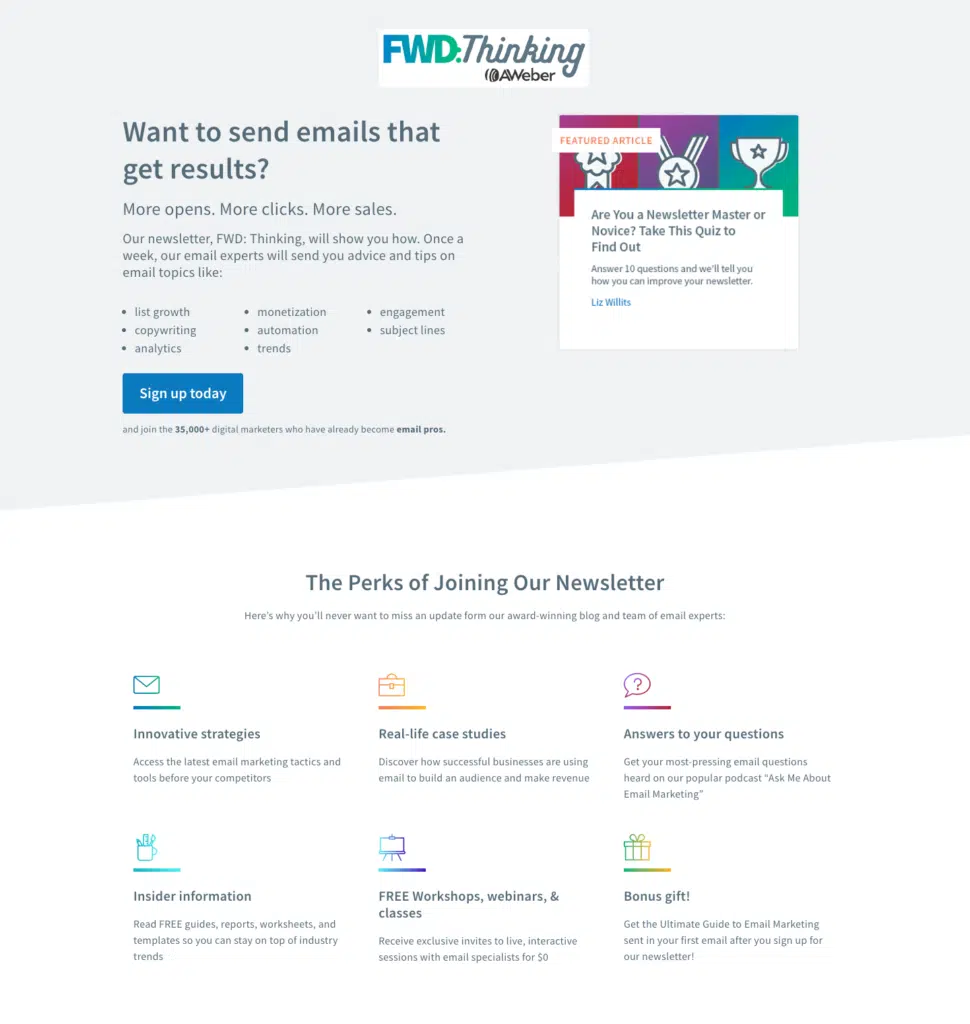 FWD:Thinking
AWeber
Want to send emails that
get results?
More opens. More clicks. More sales.
Our newsletter, FWD: Thinking, will show you how. Once a
week, our email experts will send you advice and tips on
email topics like:
list growth
copywriting
analytics
monetization
automation
trends
engagement
subject lines
Sign up today
and join the 35,000+ digital marketers who have already become email pros.
FEATURED ARTICLE
Are You a Newsletter Master or
Novice? Take This Quiz to
Find Out
Answer 10 questions and we'll tell you
how you can improve your newsletter.
Liz Willits
The Perks of Joining Our Newsletter
Here's why you'll never want to miss an update form our award-winning blog and team of email experts:
Innovative strategies
Access the latest email marketing tactics and
tools before your competitors
Real-life case studies
Discover how successful businesses are using
email to build an audience and make revenue
?
Answers to your questions
Get your most-pressing email questions
heard on our popular podcast “Ask Me About
Email Marketing”
Insider information
Read FREE guides, reports, worksheets, and
templates so you can stay on top of industry
trends
FREE Workshops, webinars, &
classes
Receive exclusive invites to live, interactive
sessions with email specialists for $0
Bonus gift!
Get the Ultimate Guide to Email Marketing
sent in your first email after you sign up for
our newsletter!